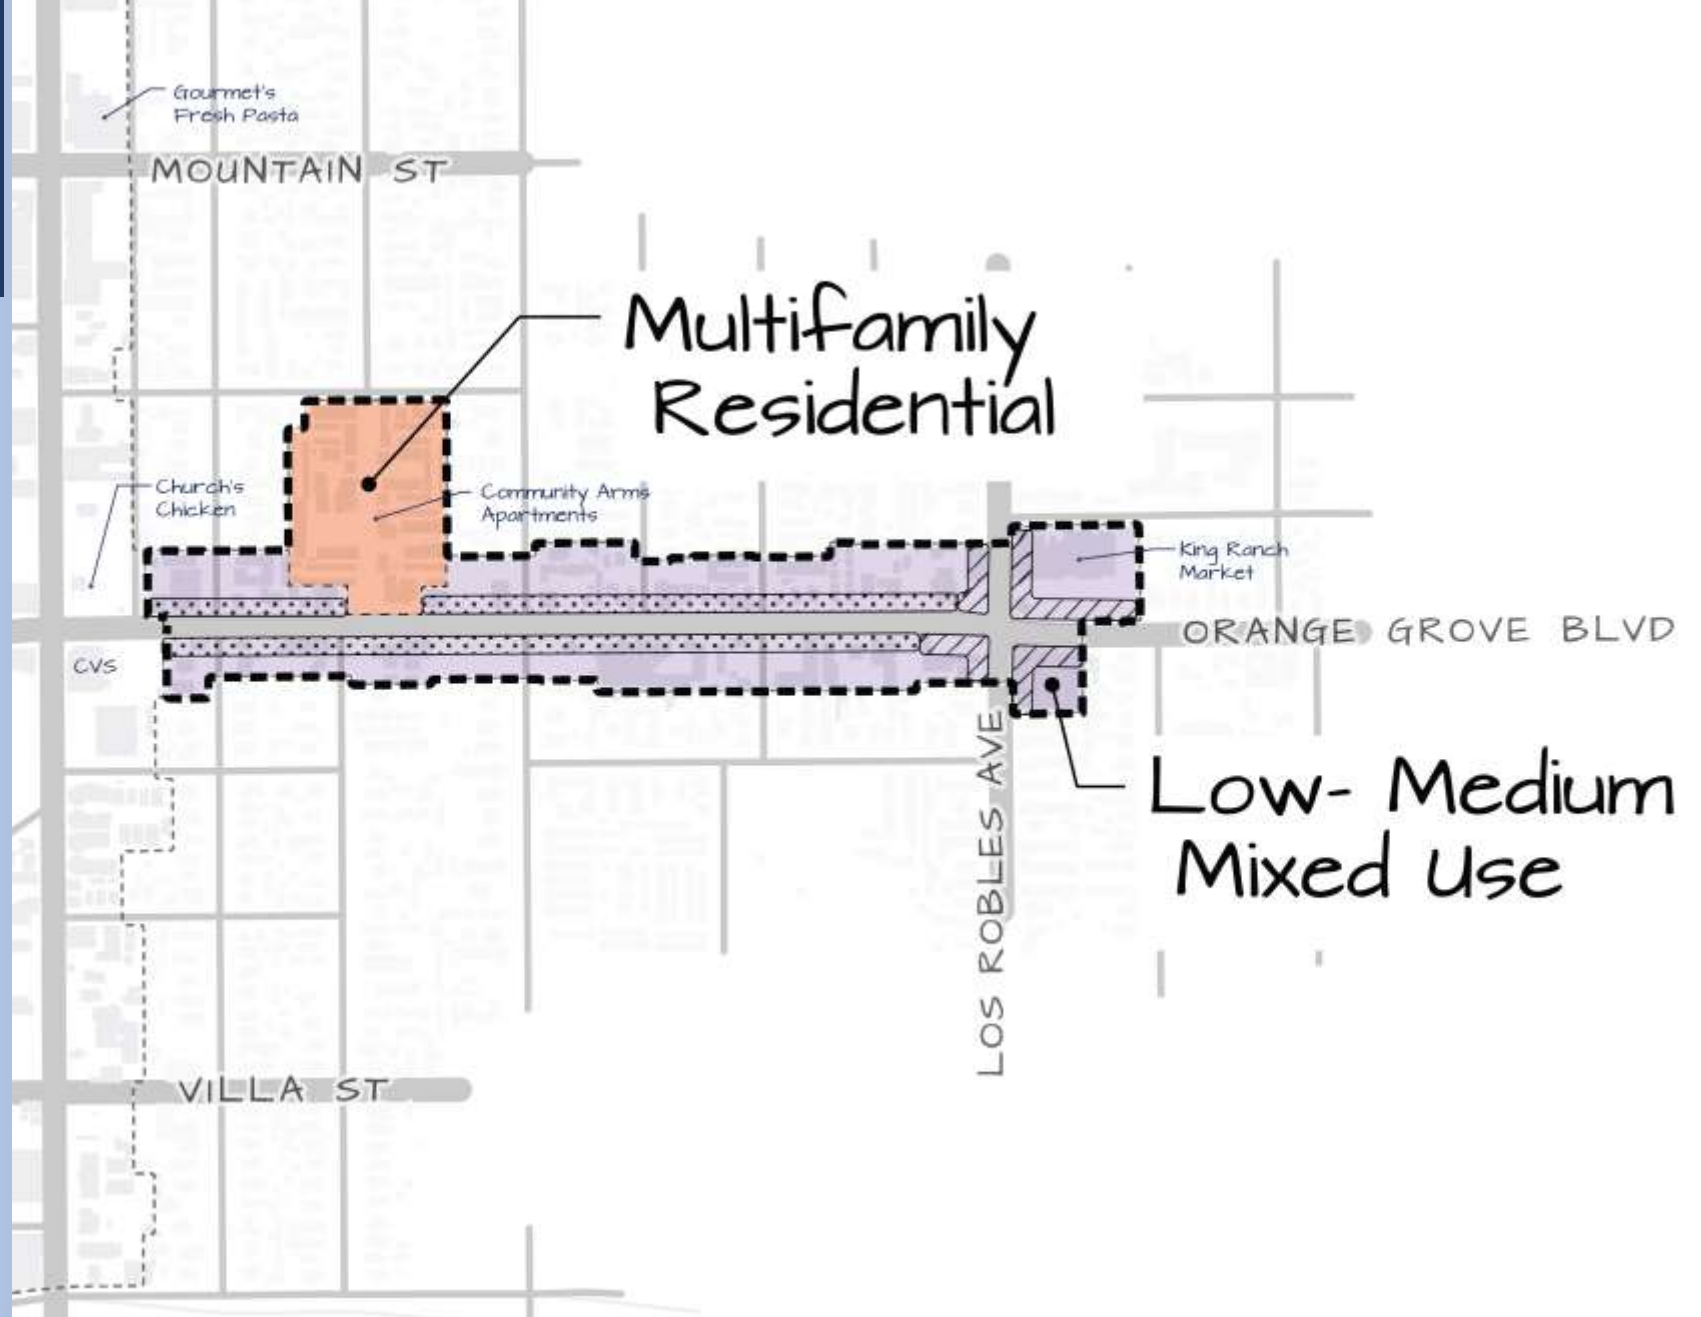 Gourmet's
Fresh Pasta
MOUNTAIN ST
Multifamily
Residential
Church's
Chicken
Community Arms
Apartments
King Ranch
Market
ORANGE GROVE BLVD
CVS
LOS ROBLES AVE
Low- Medium
Mixed Use
VILLA ST